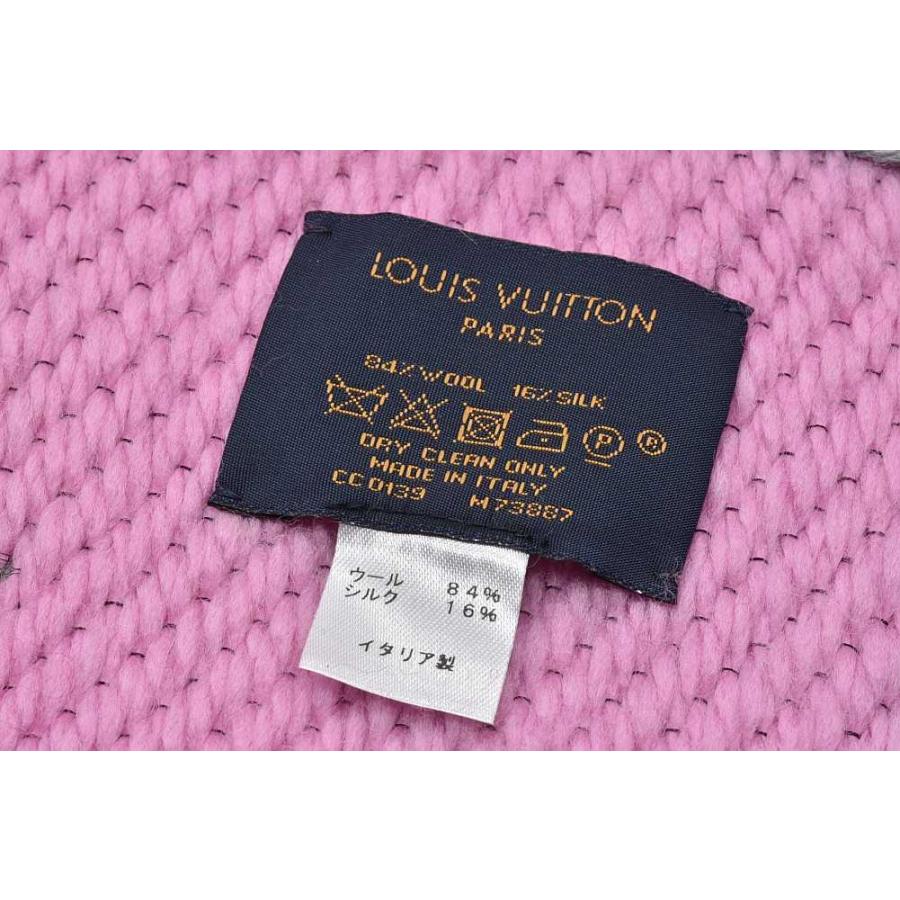 LOUIS VUITTON
PARIS
84% WOOL 16% SILK
P R
DRY CLEAN ONLY
MADE IN ITALY
CC0139 M73887
ウール 84%
シルク 16%
イタリア製